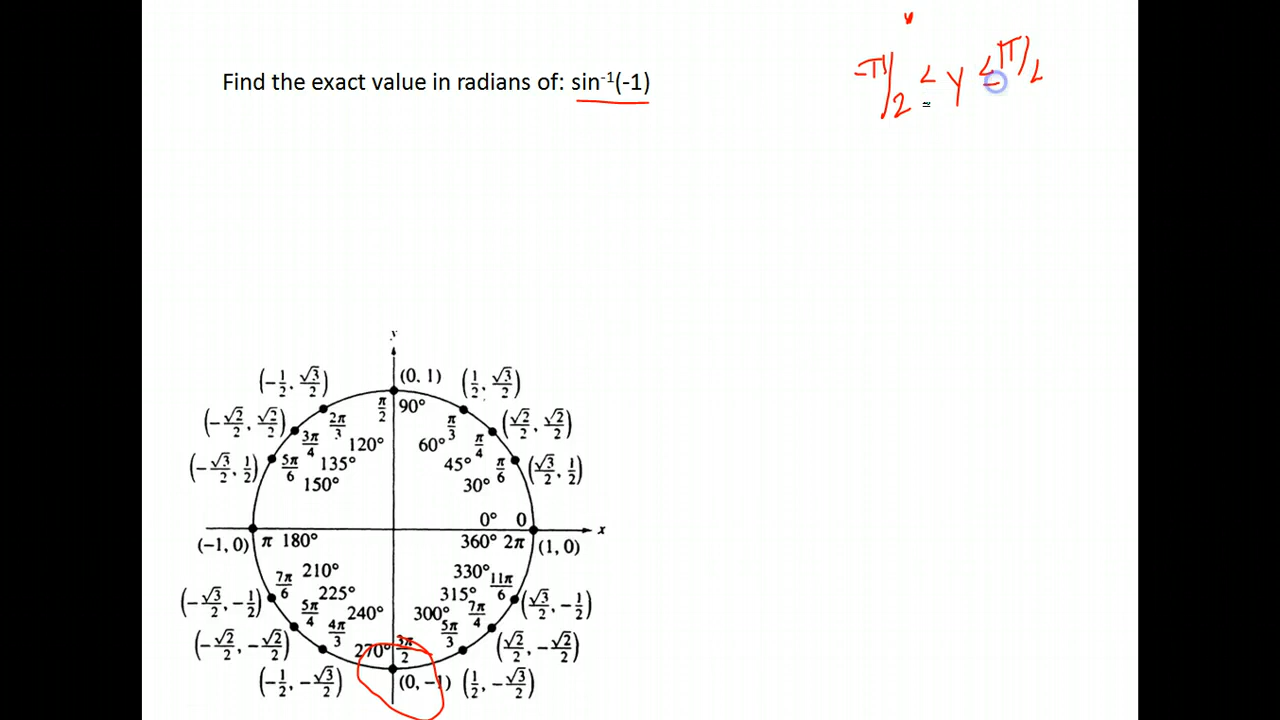 Find the exact value in radians of: sin⁻¹(-1)
-π/2 ≤ y ≤ π/2
y
(0, 1)
(-1/2, √3/2) (1/2, √3/2)
π/2 90°
(-√2/2, √2/2) 2π/3 π/3 (√2/2, √2/2)
3π/4 120° 60° π/4
(-√3/2, 1/2) 5π/6 135° 45° π/6 (√3/2, 1/2)
150° 30°
0° 0
x
(-1, 0) π 180° 360° 2π (1, 0)
7π/6 210° 330° 11π/6
(-√3/2, -1/2) 225° 315° (√3/2, -1/2)
5π/4 240° 300° 7π/4
(-√2/2, -√2/2) 4π/3 270° 3π/2 5π/3 (√2/2, -√2/2)
(-1/2, -√3/2) (0, -1) (1/2, -√3/2)